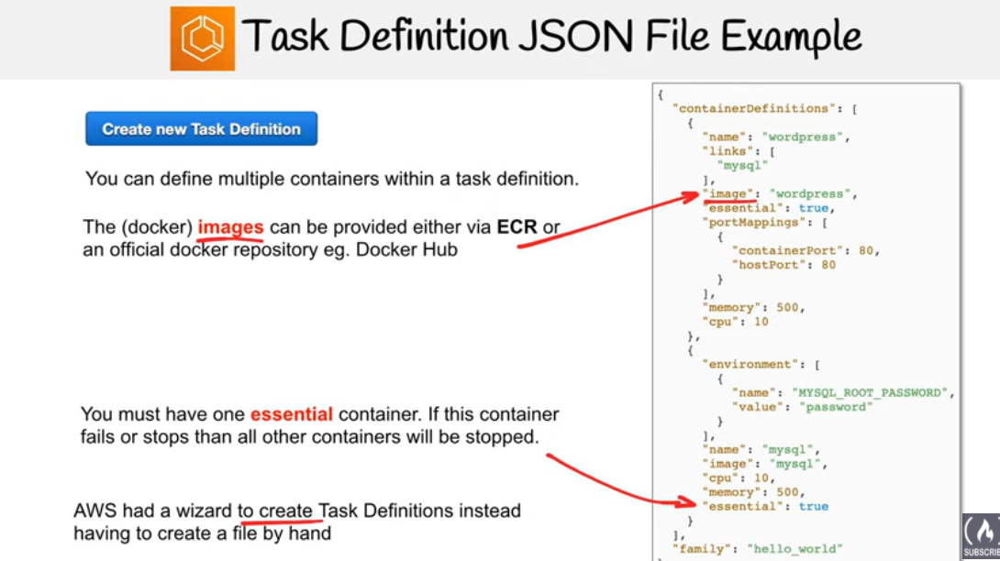 Task Definition JSON File Example
Create new Task Definition
You can define multiple containers within a task definition.
The (docker) images can be provided either via ECR or
an official docker repository eg. Docker Hub
You must have one essential container. If this container
fails or stops than all other containers will be stopped.
AWS had a wizard to create Task Definitions instead
having to create a file by hand
{
"containerDefinitions": [
{
"name": "wordpress",
"links": [
"mysql"
],
"image": "wordpress",
"essential": true,
"portMappings": [
{
"containerPort": 80,
"hostPort": 80
}
],
"memory": 500,
"cpu": 10
},
{
"environment": [
{
"name": "MYSQL_ROOT_PASSWORD",
"value": "password"
}
],
"name": "mysql",
"image": "mysql",
"cpu": 10,
"memory": 500,
"essential": true
}
],
"family": "hello_world"
SUBSCRIBE